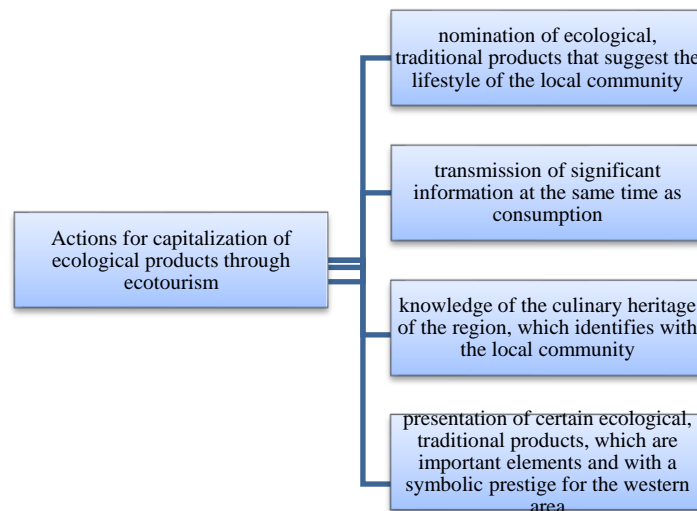 nomination of ecological,
traditional products that suggest the
lifestyle of the local community
transmission of significant
information at the same time as
consumption
Actions for capitalization of
ecological products through
ecotourism
knowledge of the culinary heritage
of the region, which identifies with
the local community
presentation of certain ecological,
traditional products, which are
important elements and with a
symbolic prestige for the western
area